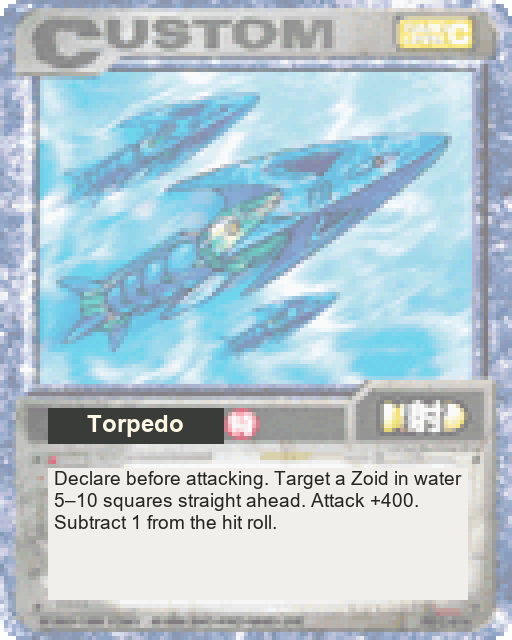 CUSTOM
Torpedo
Declare before attacking. Target a Zoid in water
5–10 squares straight ahead. Attack +400.
Subtract 1 from the hit roll.